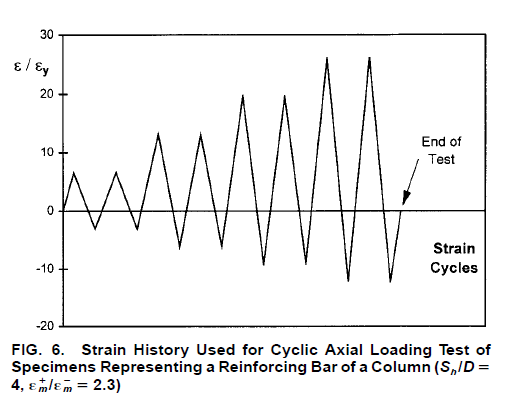 30
ε / εy
20
10
End of
Test
0
Strain
Cycles
-10
-20
FIG. 6. Strain History Used for Cyclic Axial Loading Test of
Specimens Representing a Reinforcing Bar of a Column (Sh/D =
4, ε+m/ε−m = 2.3)